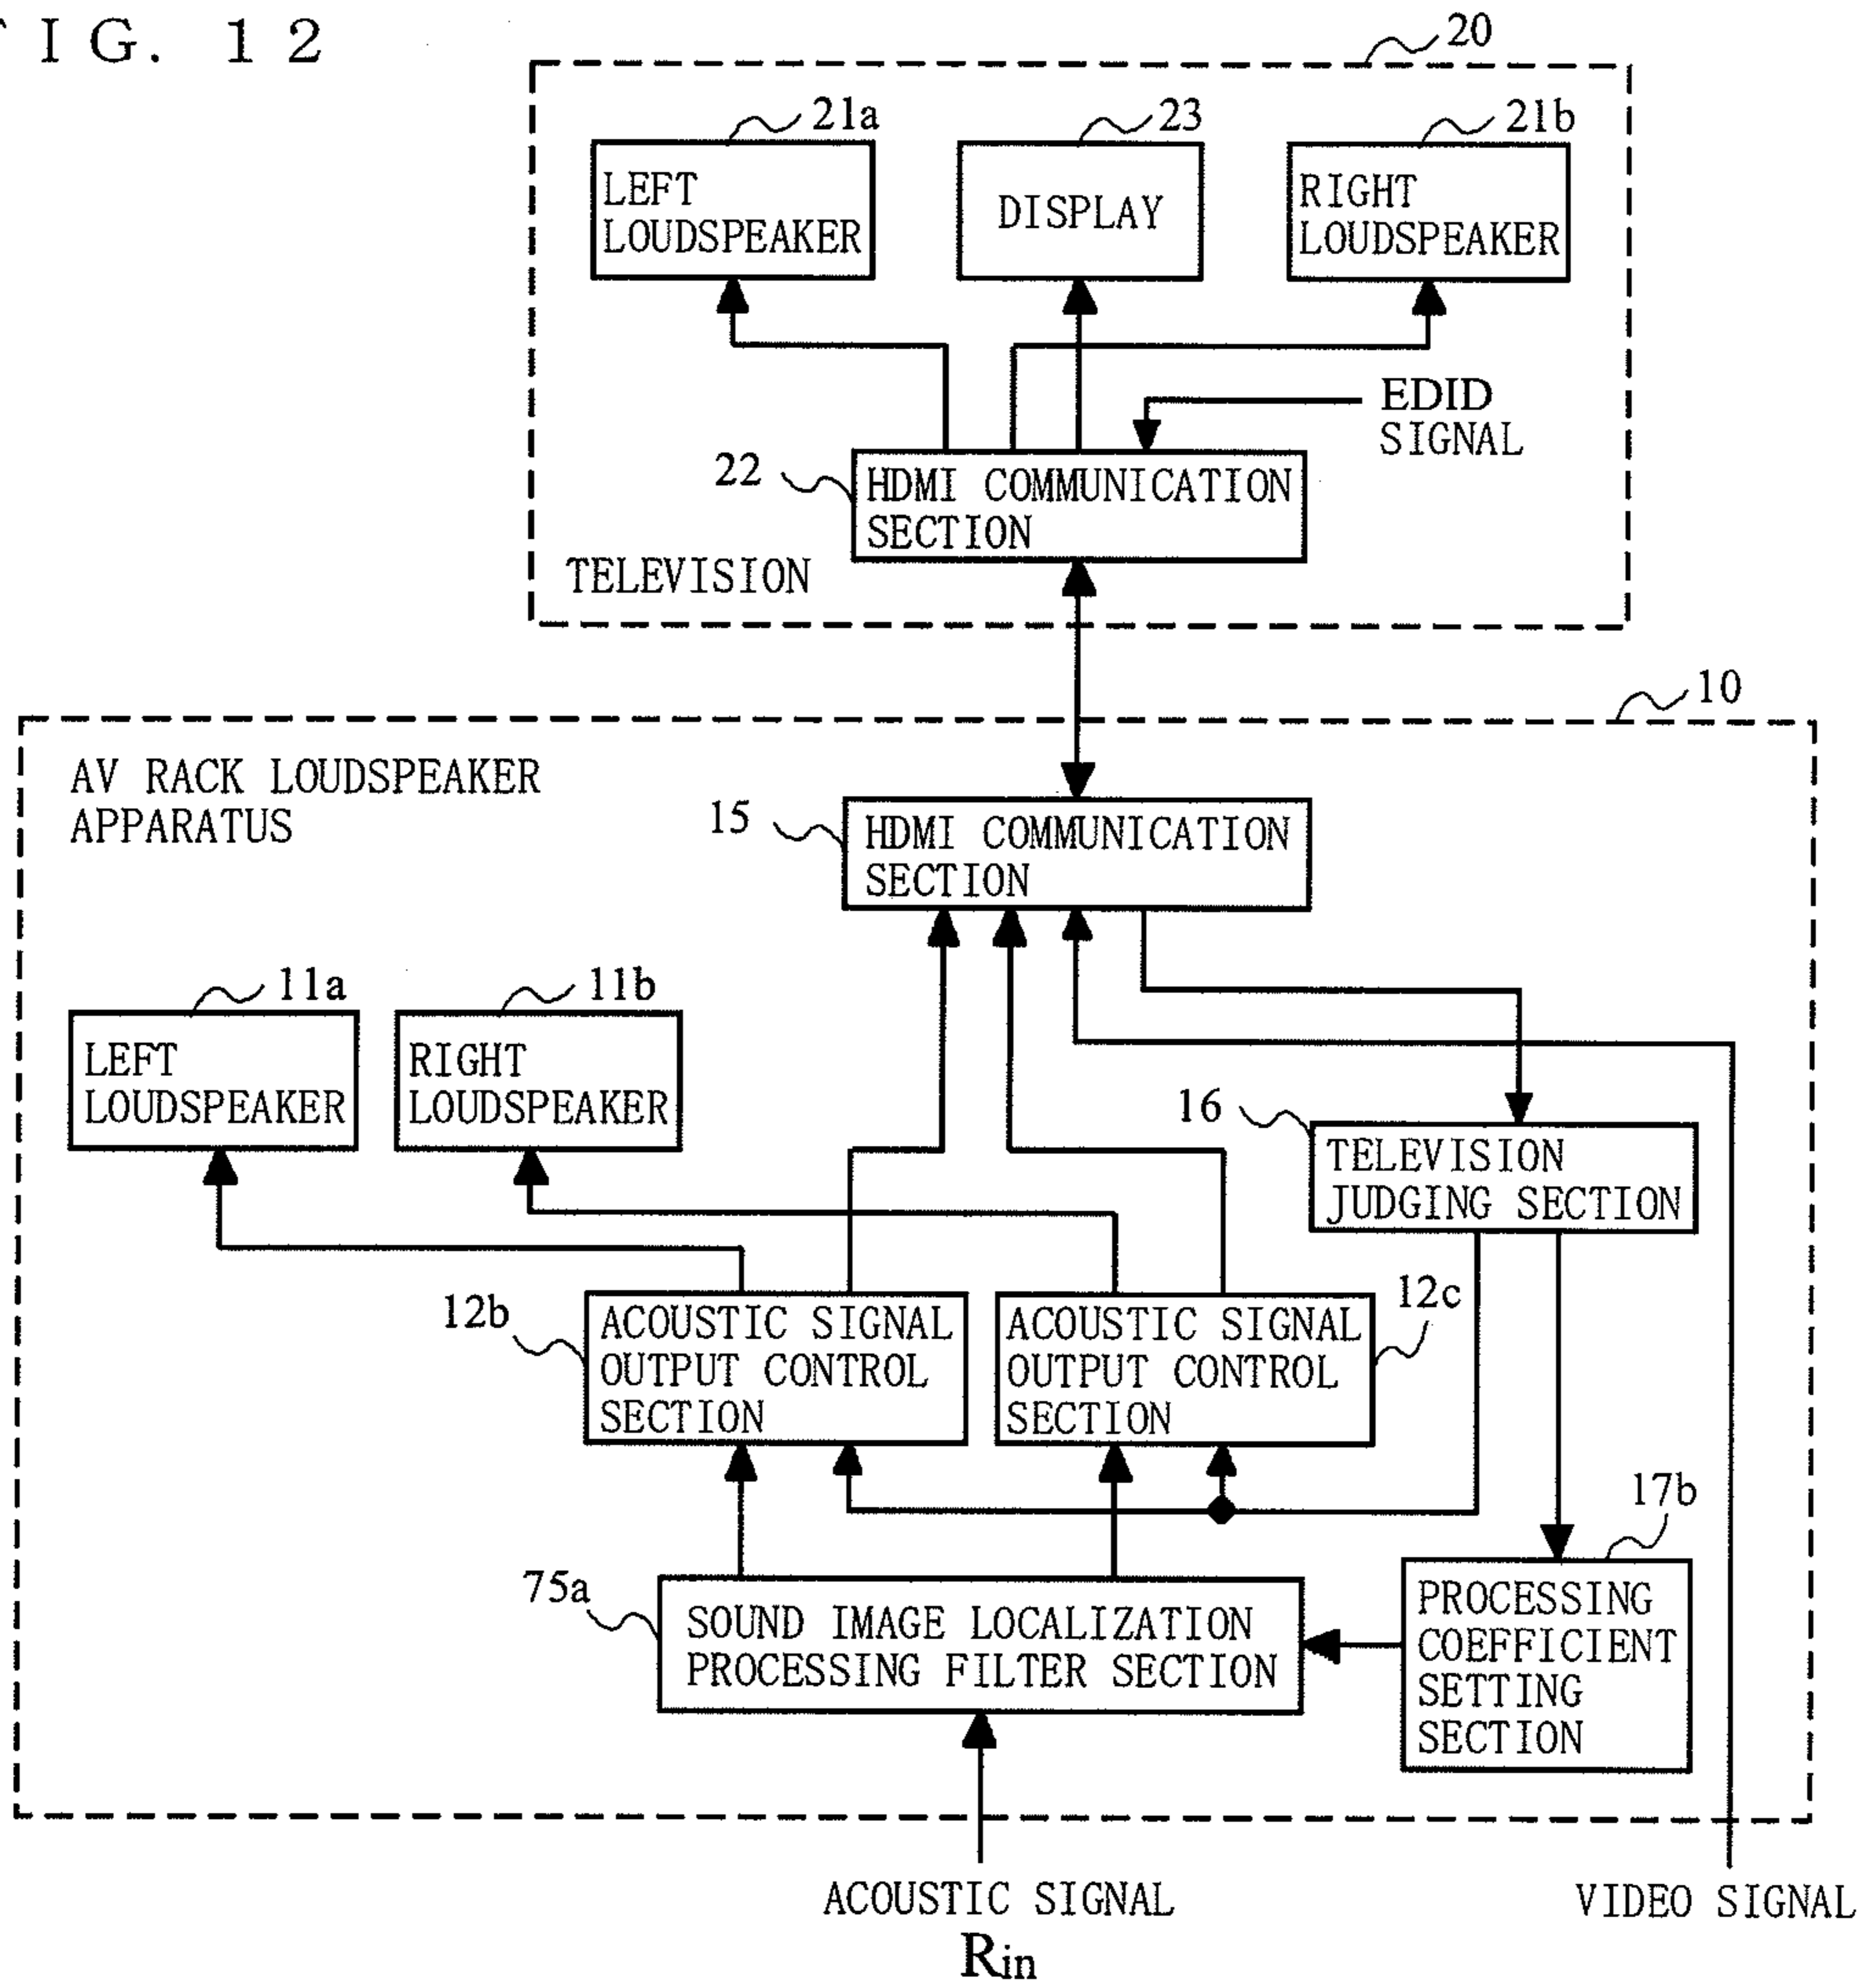 IG. 12
20
21a
23
21b
LEFT
LOUDSPEAKER
DISPLAY
RIGHT
LOUDSPEAKER
EDID
SIGNAL
22
HDMI COMMUNICATION
SECTION
TELEVISION
10
AV RACK LOUDSPEAKER
APPARATUS
15
HDMI COMMUNICATION
SECTION
11a
11b
LEFT
LOUDSPEAKER
RIGHT
LOUDSPEAKER
16
TELEVISION
JUDGING SECTION
12b
ACOUSTIC SIGNAL
OUTPUT CONTROL
SECTION
ACOUSTIC SIGNAL
OUTPUT CONTROL
SECTION
12c
17b
75a
SOUND IMAGE LOCALIZATION
PROCESSING FILTER SECTION
PROCESSING
COEFFICIENT
SETTING
SECTION
ACOUSTIC SIGNAL
Rin
VIDEO SIGNAL